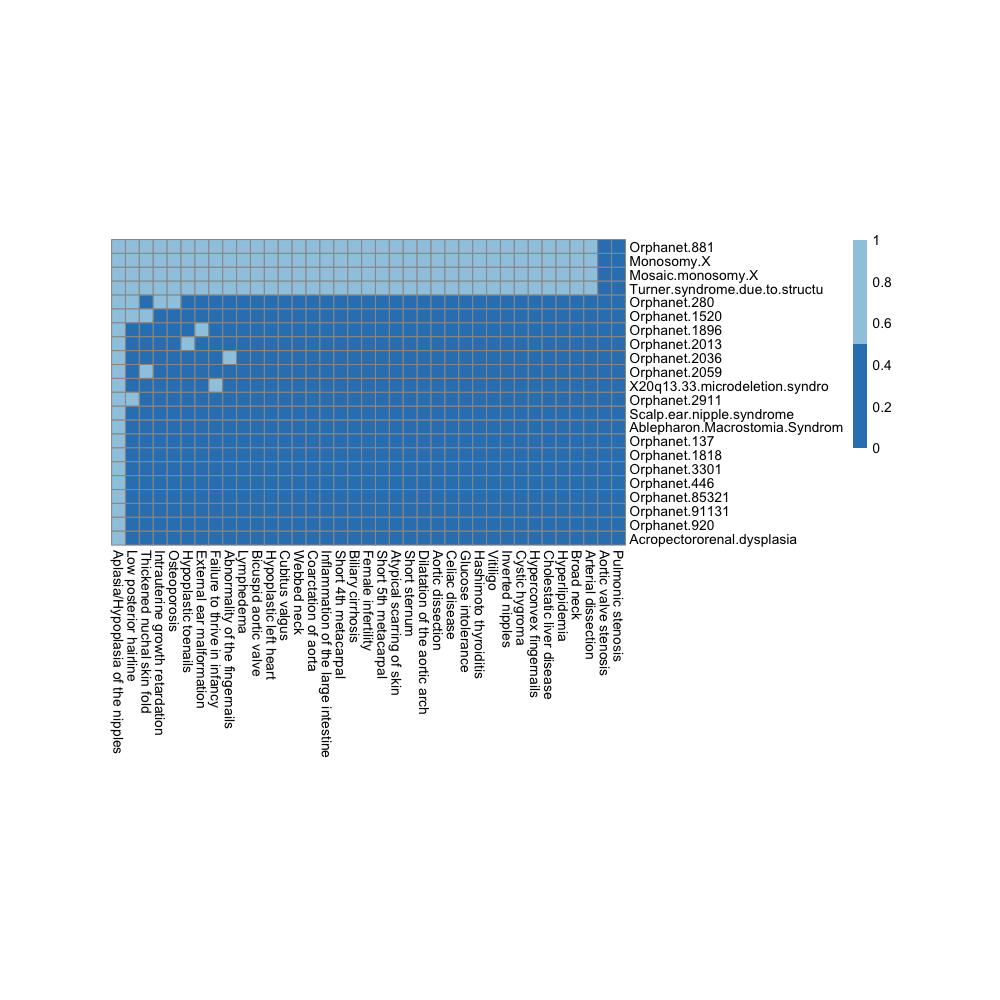 Orphanet.881
Monosomy.X
Mosaic.monosomy.X
Turner.syndrome.due.to.structu
Orphanet.280
Orphanet.1520
Orphanet.1896
Orphanet.2013
Orphanet.2036
Orphanet.2059
X20q13.33.microdeletion.syndro
Orphanet.2911
Scalp.ear.nipple.syndrome
Ablepharon.Macrostomia.Syndrom
Orphanet.137
Orphanet.1818
Orphanet.3301
Orphanet.446
Orphanet.85321
Orphanet.91131
Orphanet.920
Acropectororenal.dysplasia
1
0.8
0.6
0.4
0.2
0
Aplasia/Hypoplasia of the nipples
Low posterior hairline
Thickened nuchal skin fold
Intrauterine growth retardation
Osteoporosis
Hypoplastic toenails
External ear malformation
Failure to thrive in infancy
Abnormality of the fingernails
Lymphedema
Bicuspid aortic valve
Hypoplastic left heart
Cubitus valgus
Webbed neck
Coarctation of aorta
Inflammation of the large intestine
Short 4th metacarpal
Biliary cirrhosis
Female infertility
Short 5th metacarpal
Atypical scarring of skin
Short sternum
Dilatation of the aortic arch
Aortic dissection
Celiac disease
Glucose intolerance
Hashimoto thyroiditis
Vitiligo
Inverted nipples
Cystic hygroma
Hyperconvex fingernails
Cholestatic liver disease
Hyperlipidemia
Broad neck
Arterial dissection
Aortic valve stenosis
Pulmonic stenosis